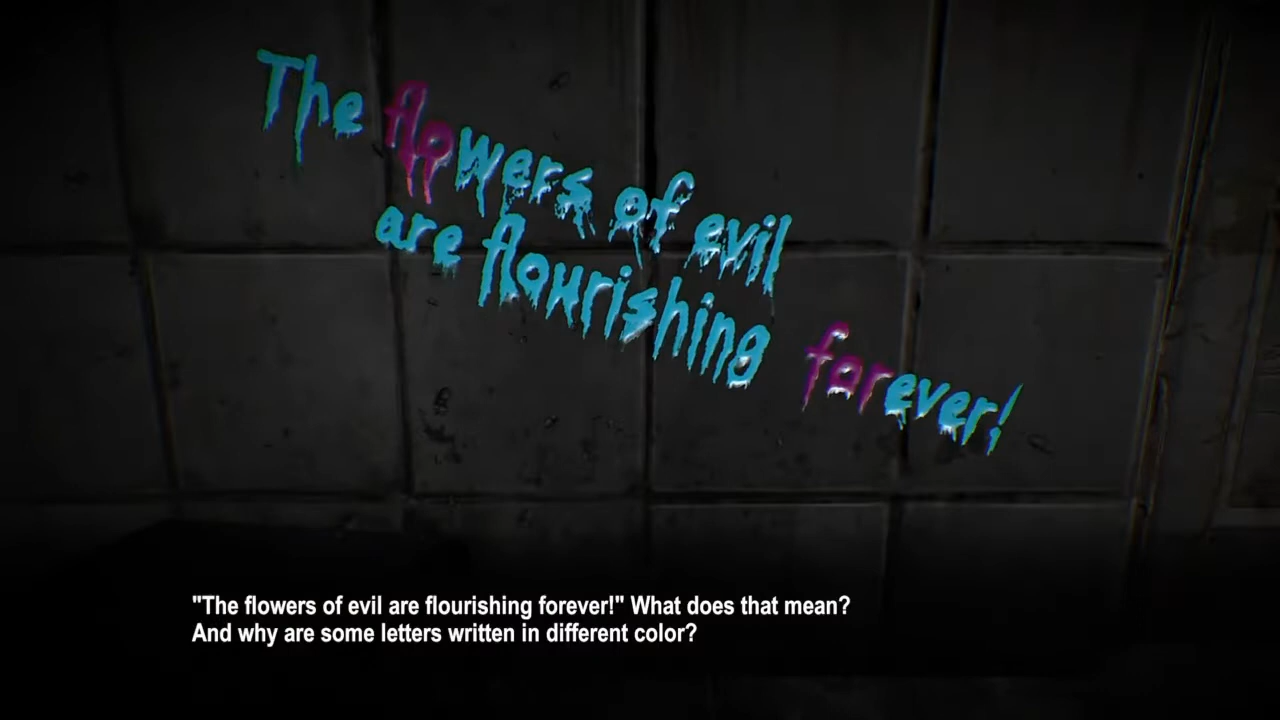 The flowers of evil
are flourishing forever!
"The flowers of evil are flourishing forever!" What does that mean?
And why are some letters written in different color?